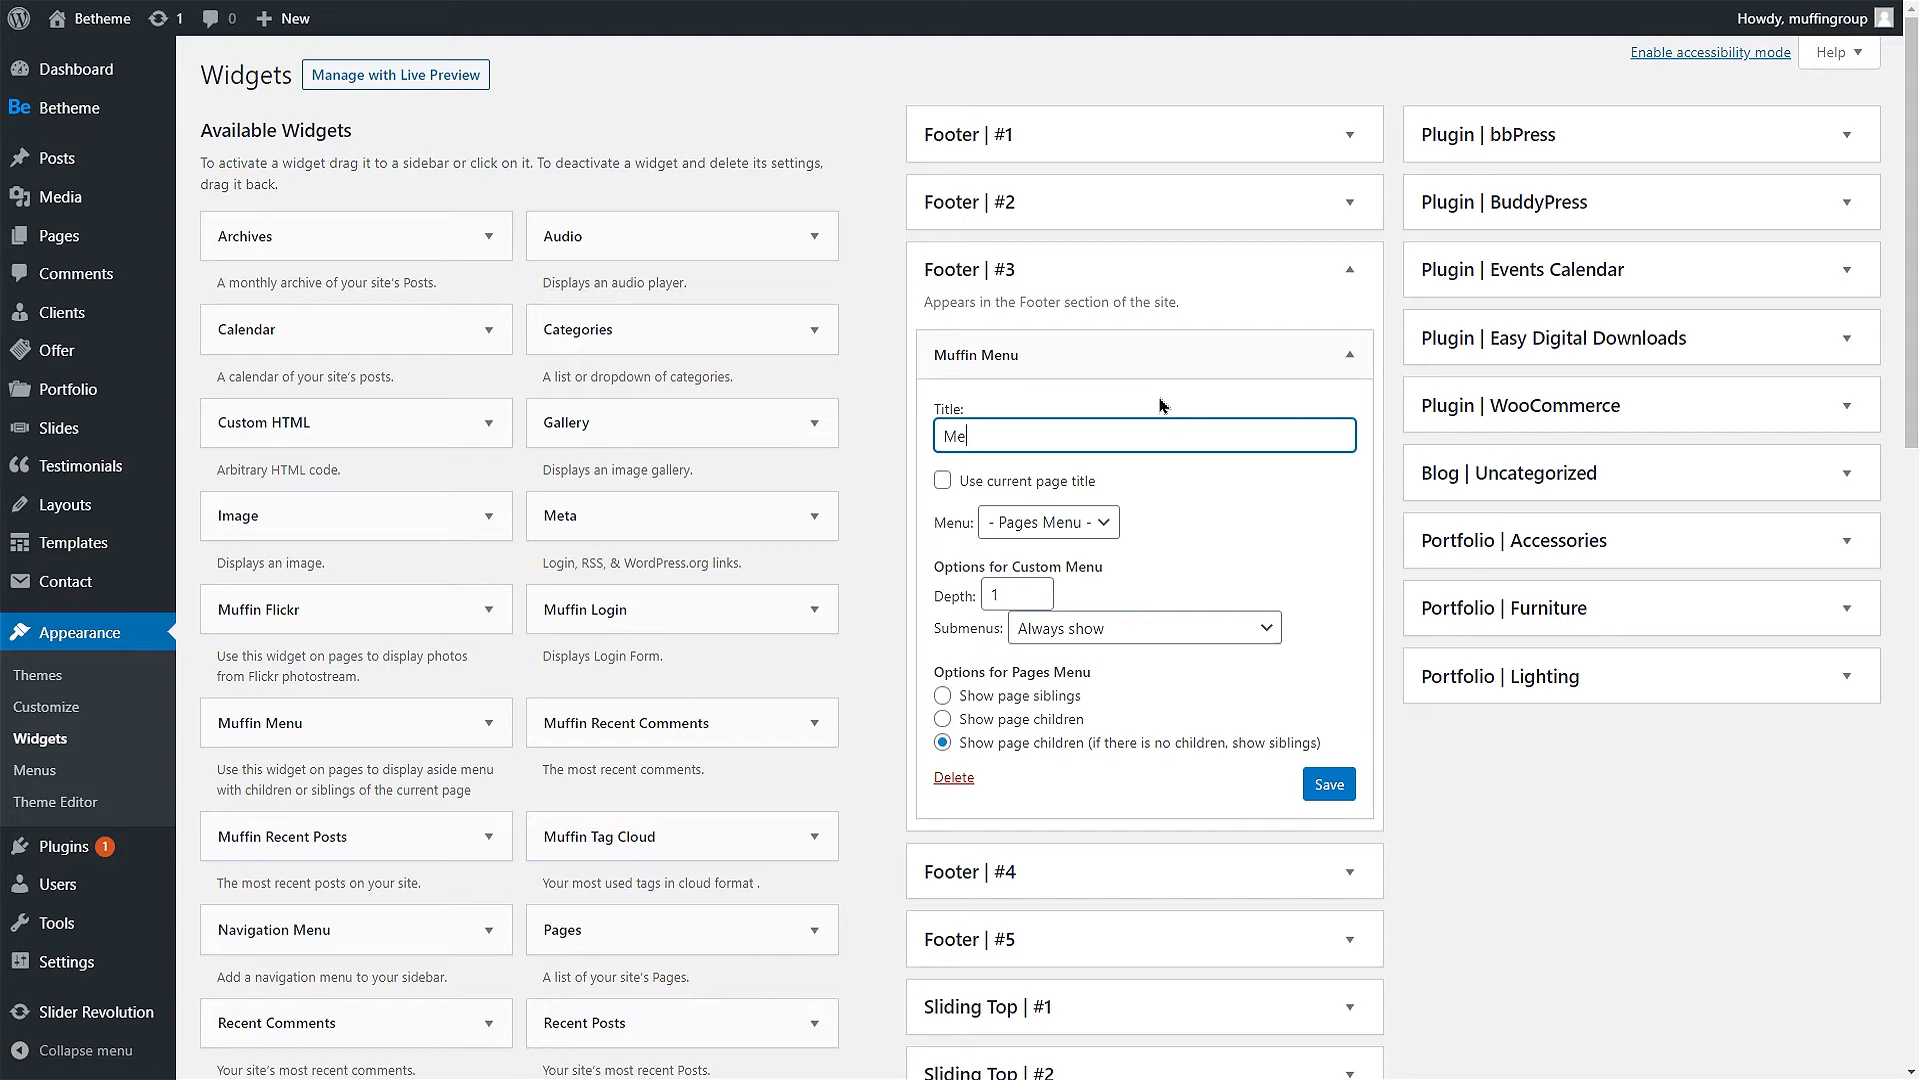 Betheme
1
0
New
Howdy, muffingroup
Dashboard
Be Betheme
Posts
Media
Pages
Comments
Clients
Offer
Portfolio
Slides
Testimonials
Layouts
Templates
Contact
Appearance
Themes
Customize
Widgets
Menus
Theme Editor
Plugins 1
Users
Tools
Settings
Slider Revolution
Collapse menu
Enable accessibility mode
Help
Widgets
Manage with Live Preview
Available Widgets
To activate a widget drag it to a sidebar or click on it. To deactivate a widget and delete its settings,
drag it back.
Archives
A monthly archive of your site's Posts.
Audio
Displays an audio player.
Calendar
A calendar of your site's posts.
Categories
A list or dropdown of categories.
Custom HTML
Arbitrary HTML code.
Gallery
Displays an image gallery.
Image
Displays an image.
Meta
Login, RSS, & WordPress.org links.
Muffin Flickr
Use this widget on pages to display photos
from Flickr photostream.
Muffin Login
Displays Login Form.
Muffin Menu
Use this widget on pages to display aside menu
with children or siblings of the current page
Muffin Recent Comments
The most recent comments.
Muffin Recent Posts
The most recent posts on your site.
Muffin Tag Cloud
Your most used tags in cloud format .
Navigation Menu
Add a navigation menu to your sidebar.
Pages
A list of your site's Pages.
Recent Comments
Your site's most recent comments.
Recent Posts
Your site's most recent Posts.
Footer | #1
Footer | #2
Footer | #3
Appears in the Footer section of the site.
Muffin Menu
Title:
Me
Use current page title
Menu: - Pages Menu -
Options for Custom Menu
Depth: 1
Submenus: Always show
Options for Pages Menu
Show page siblings
Show page children
Show page children (if there is no children, show siblings)
Delete
Save
Footer | #4
Footer | #5
Sliding Top | #1
Sliding Top | #2
Plugin | bbPress
Plugin | BuddyPress
Plugin | Events Calendar
Plugin | Easy Digital Downloads
Plugin | WooCommerce
Blog | Uncategorized
Portfolio | Accessories
Portfolio | Furniture
Portfolio | Lighting